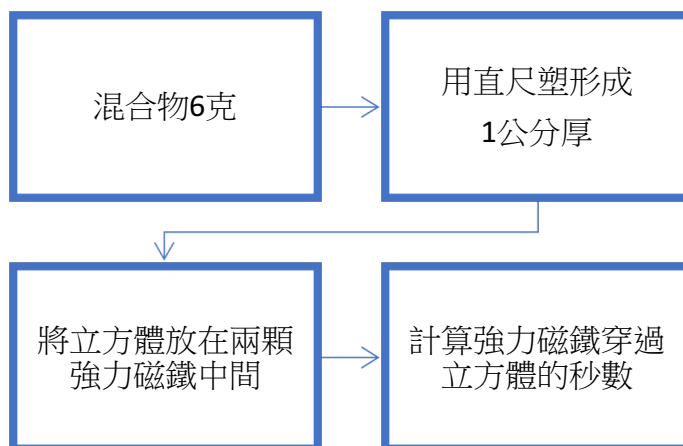 混合物6克
用直尺塑形成
1公分厚
將立方體放在兩顆
強力磁鐵中間
計算強力磁鐵穿過
立方體的秒數